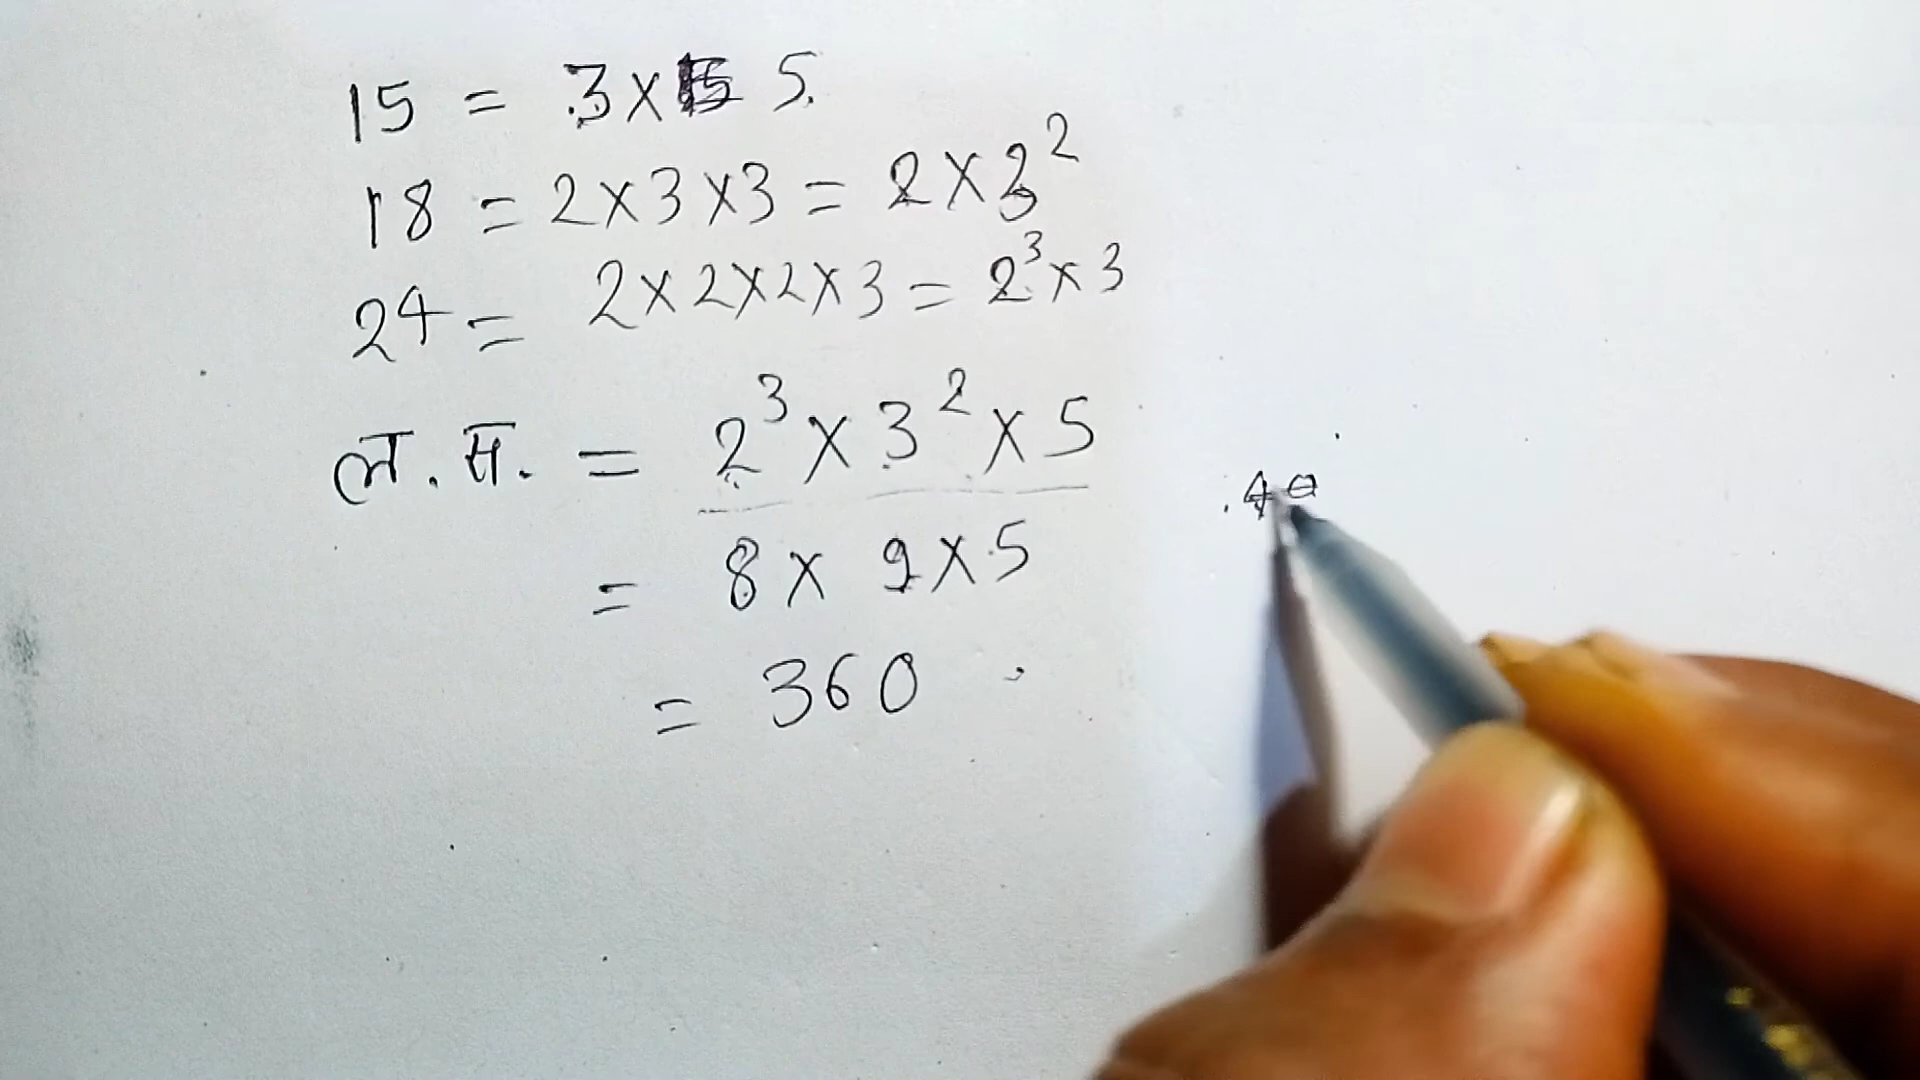 15 = 3 × 5
18 = 2 × 3 × 3 = 2 × 3²
24 = 2 × 2 × 2 × 3 = 2³ × 3
ल. स. = 2³ × 3² × 5
= 8 × 9 × 5
= 360